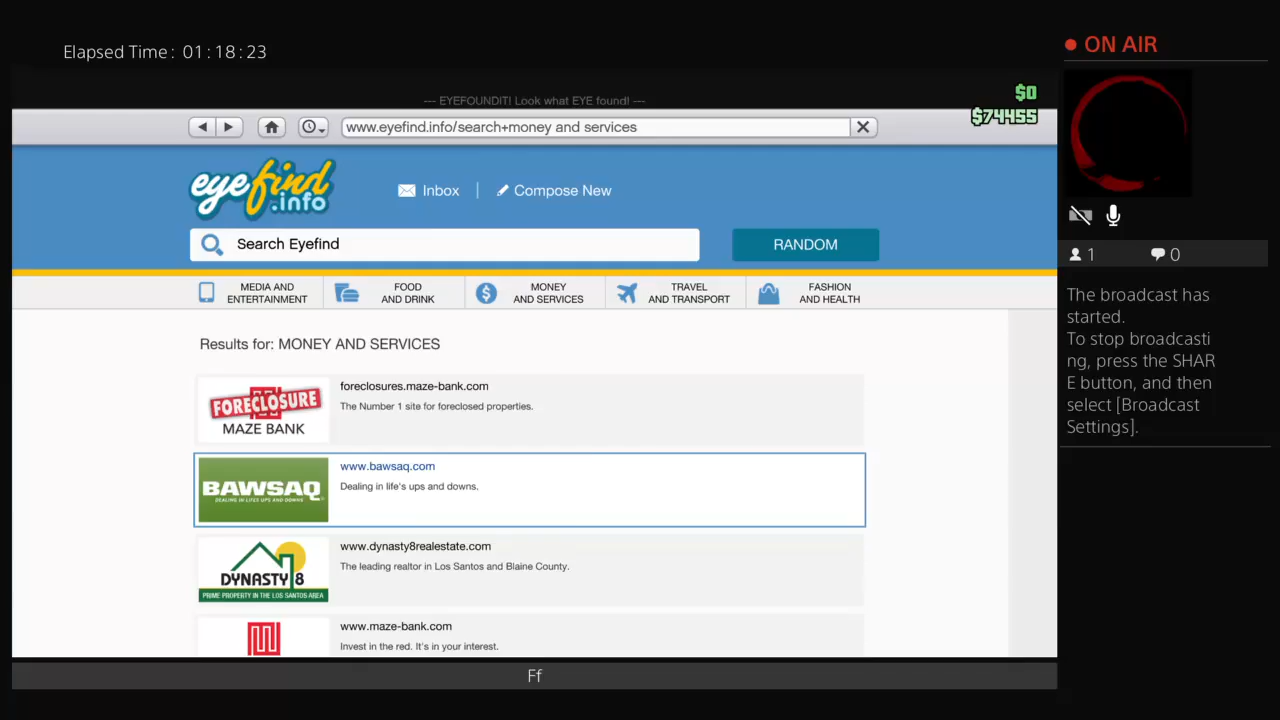 Elapsed Time: 01:18:23
ON AIR
--- EYEFOUNDIT! Look what EYE found! ---
$0
$74455
www.eyefind.info/search+money and services
eyefind
.info
Inbox
Compose New
Search Eyefind
RANDOM
MEDIA AND
ENTERTAINMENT
FOOD
AND DRINK
MONEY
AND SERVICES
TRAVEL
AND TRANSPORT
FASHION
AND HEALTH
1
0
The broadcast has
started.
To stop broadcasti
ng, press the SHAR
E button, and then
select [Broadcast
Settings].
Results for: MONEY AND SERVICES
FORECLOSURE
MAZE BANK
foreclosures.maze-bank.com
The Number 1 site for foreclosed properties.
BAWSAQ
DEALING IN LIFE'S UPS AND DOWNS
www.bawsaq.com
Dealing in life's ups and downs.
DYNASTY 8
PRIME PROPERTY IN THE LOS SANTOS AREA
www.dynasty8realestate.com
The leading realtor in Los Santos and Blaine County.
www.maze-bank.com
Invest in the red. It's in your interest.
Ff